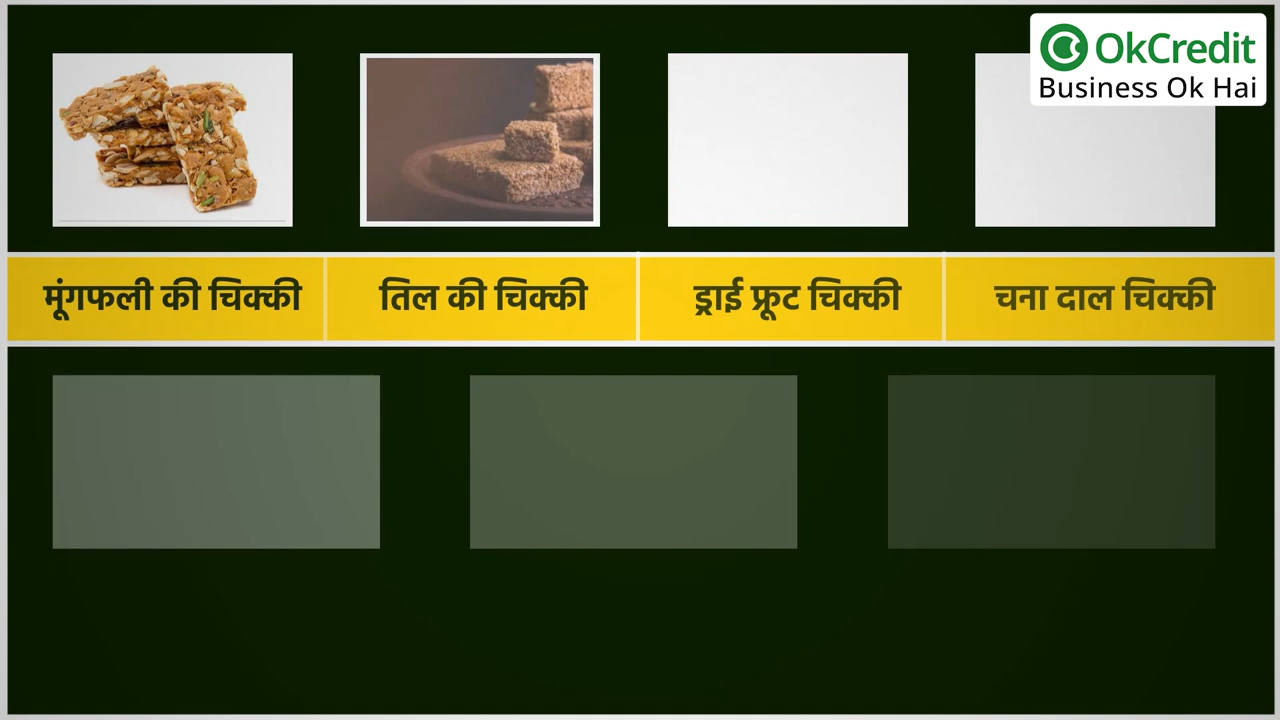 OkCredit
Business Ok Hai
मूंगफली की चिक्की
तिल की चिक्की
ड्राई फ्रूट चिक्की
चना दाल चिक्की